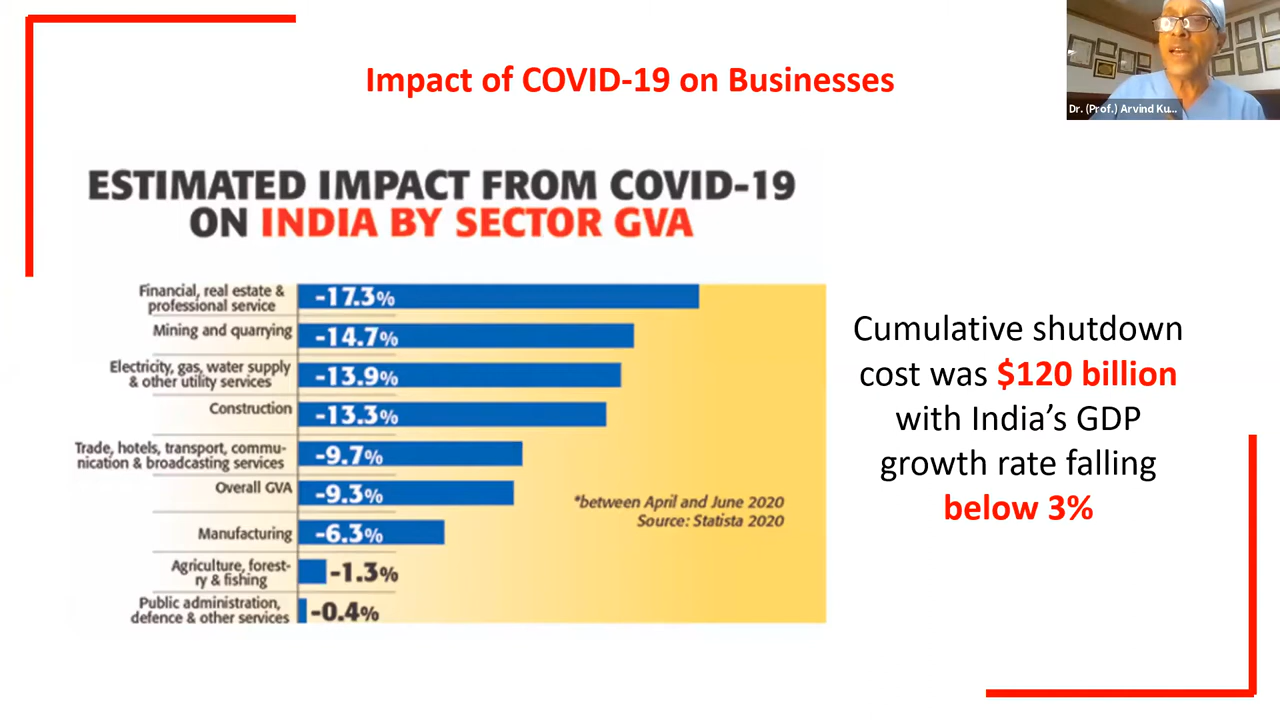 Impact of COVID-19 on Businesses
Dr. (Prof.) Arvind Ku...
ESTIMATED IMPACT FROM COVID-19
ON INDIA BY SECTOR GVA
Financial, real estate &
professional service
-17.3%
Mining and quarrying
-14.7%
Electricity, gas, water supply
& other utility services
-13.9%
Construction
-13.3%
Trade, hotels, transport, commu-
nication & broadcasting services
-9.7%
Overall GVA
-9.3%
Manufacturing
-6.3%
Agriculture, forest-
ry & fishing
-1.3%
Public administration,
defence & other services
-0.4%
*between April and June 2020
Source: Statista 2020
Cumulative shutdown
cost was $120 billion
with India’s GDP
growth rate falling
below 3%